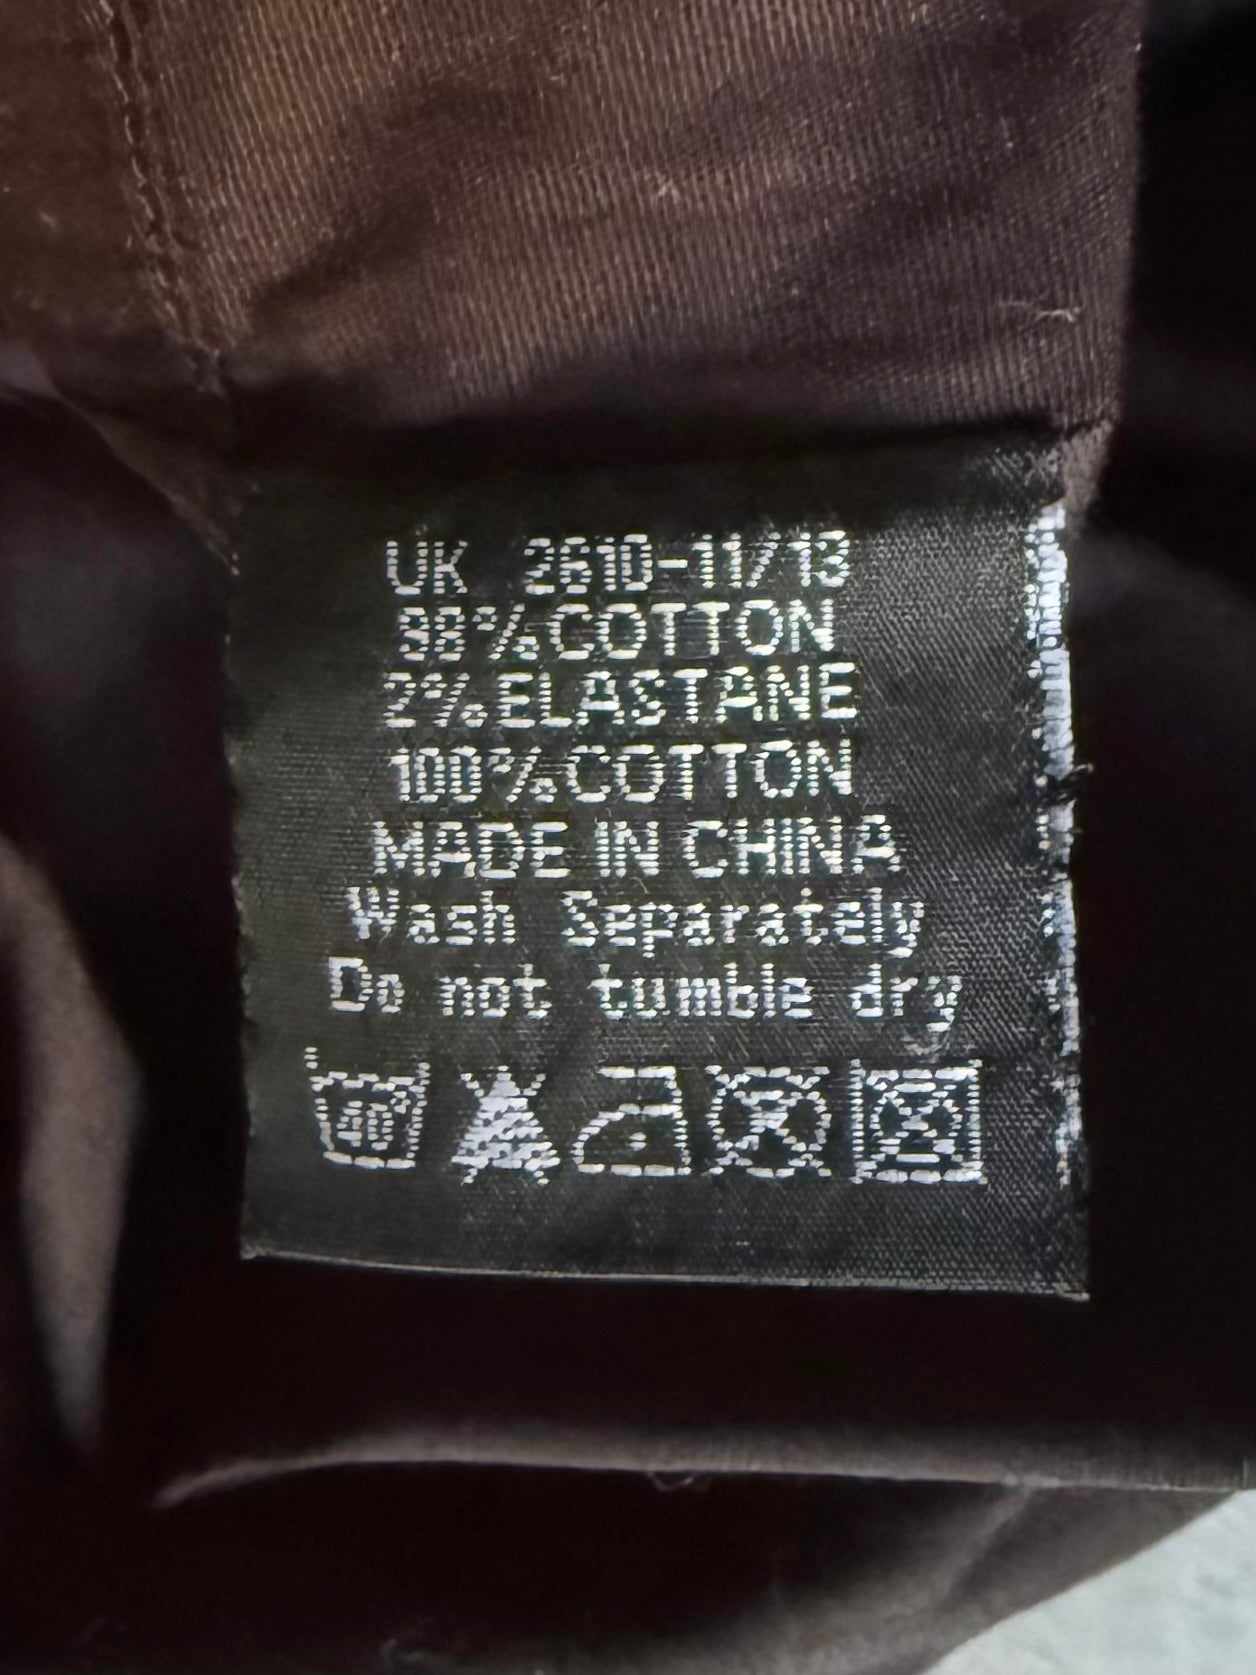 UK 2610-11/13
98%COTTON
2%ELASTANE
100%COTTON
MADE IN CHINA
Wash Separately
Do not tumble dry
40°